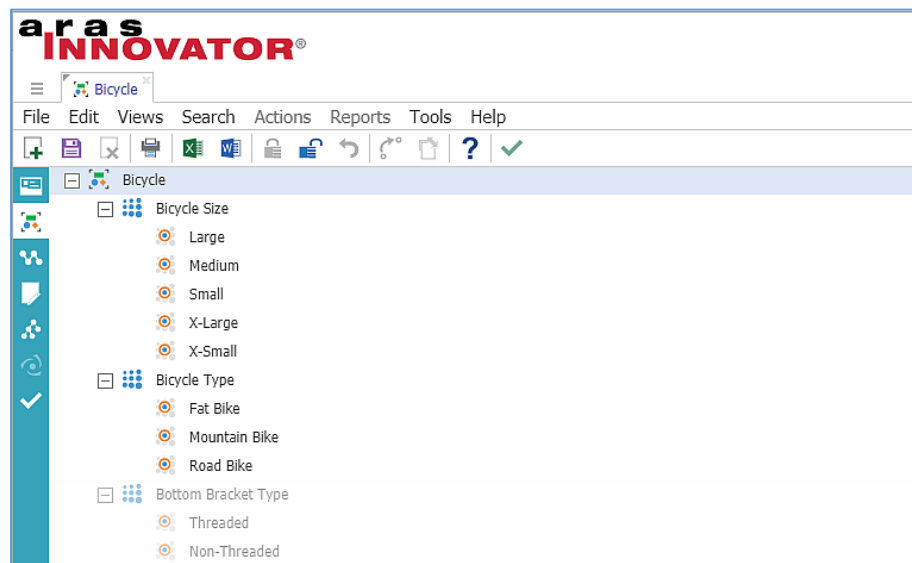 aras
INNOVATOR®
Bicycle
File Edit Views Search Actions Reports Tools Help
Bicycle
Bicycle Size
Large
Medium
Small
X-Large
X-Small
Bicycle Type
Fat Bike
Mountain Bike
Road Bike
Bottom Bracket Type
Threaded
Non-Threaded